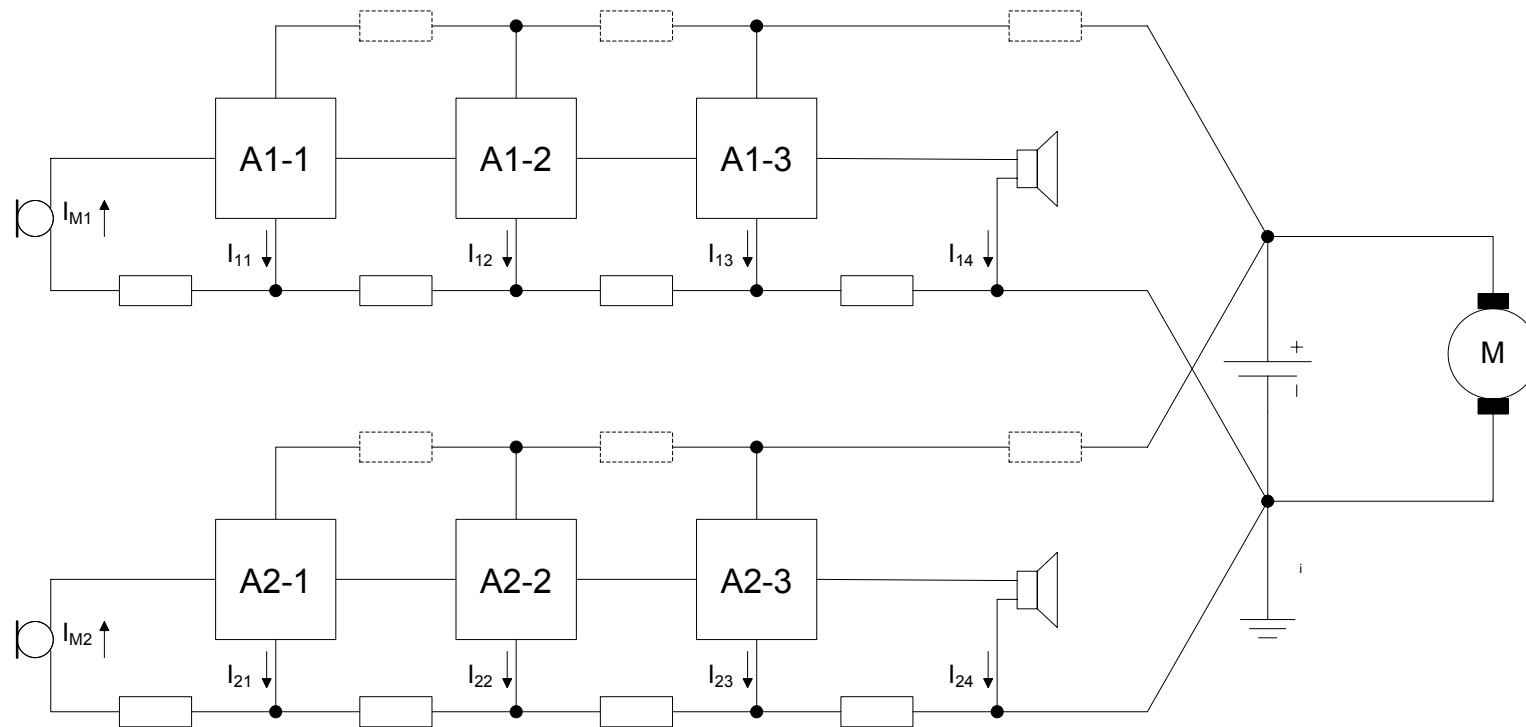 A1-1
A1-2
A1-3
I_M1
I_11
I_12
I_13
I_14
+
M
A2-1
A2-2
A2-3
i
I_M2
I_21
I_22
I_23
I_24